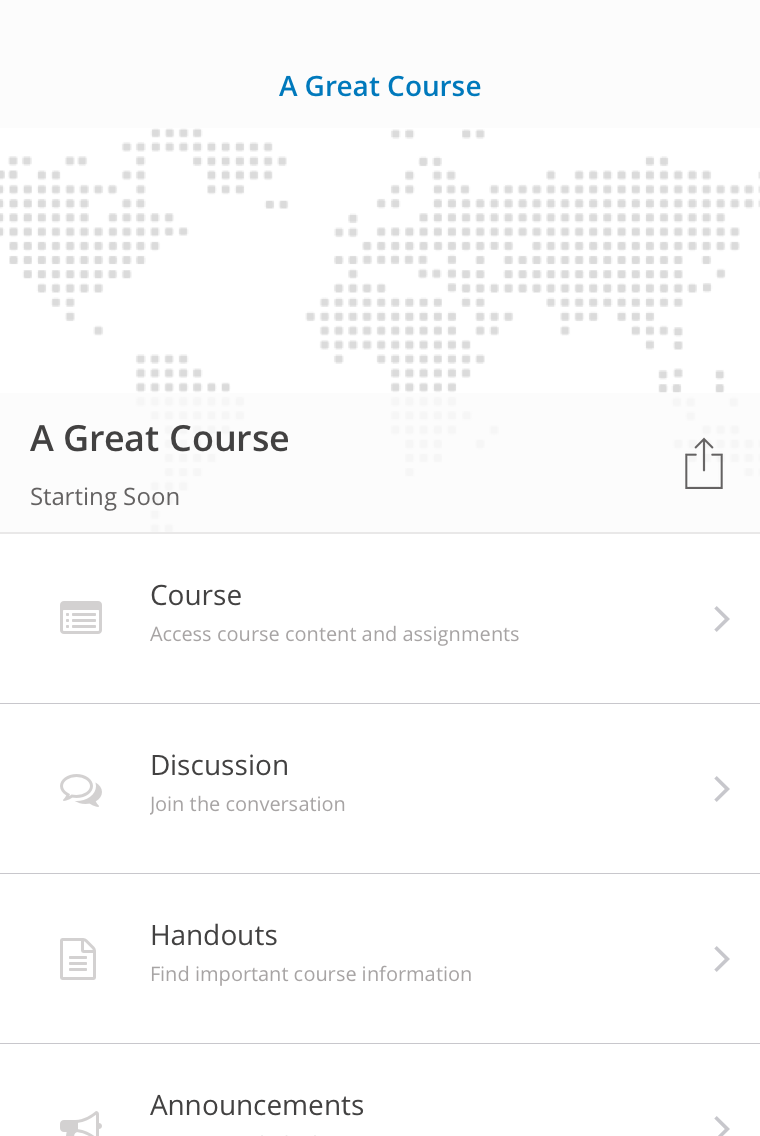 A Great Course
A Great Course
Starting Soon
Course
Access course content and assignments
Discussion
Join the conversation
Handouts
Find important course information
Announcements